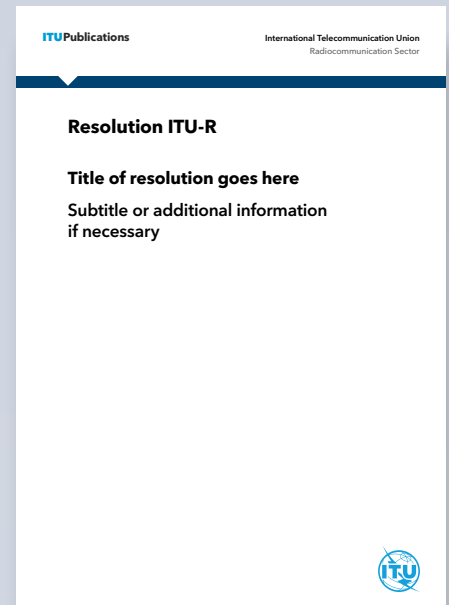 ITUPublications
International Telecommunication Union
Radiocommunication Sector
Resolution ITU-R
Title of resolution goes here
Subtitle or additional information
if necessary
ITU